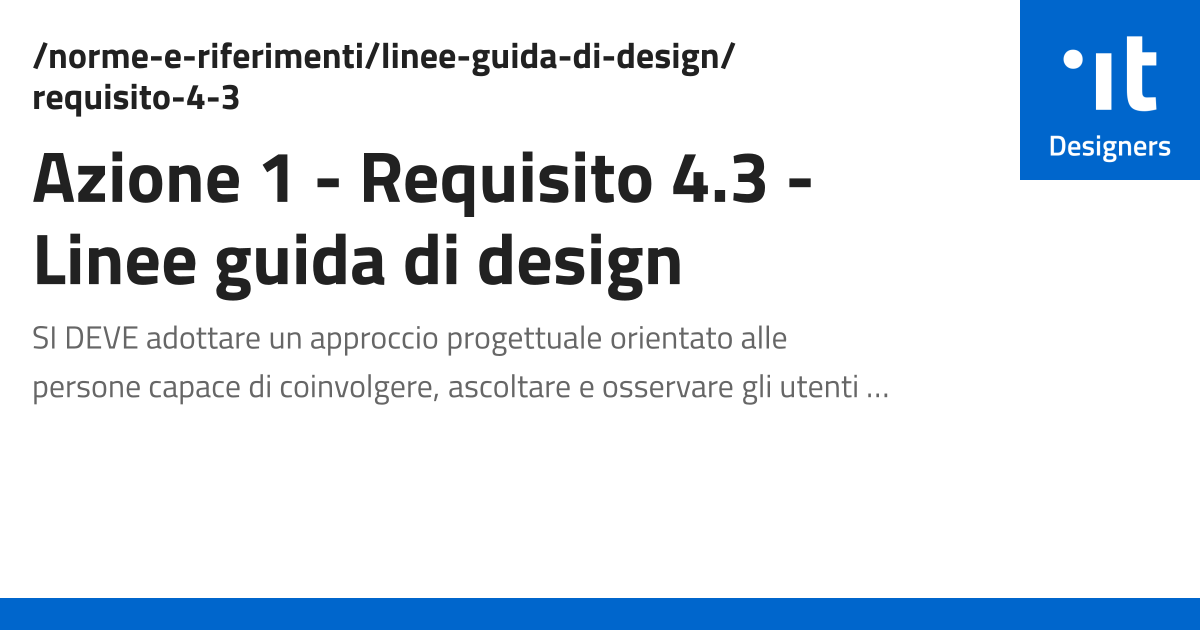 /norme-e-riferimenti/linee-guida-di-design/
requisito-4-3
Azione 1 - Requisito 4.3 -
Linee guida di design
SI DEVE adottare un approccio progettuale orientato alle
persone capace di coinvolgere, ascoltare e osservare gli utenti …
it
Designers